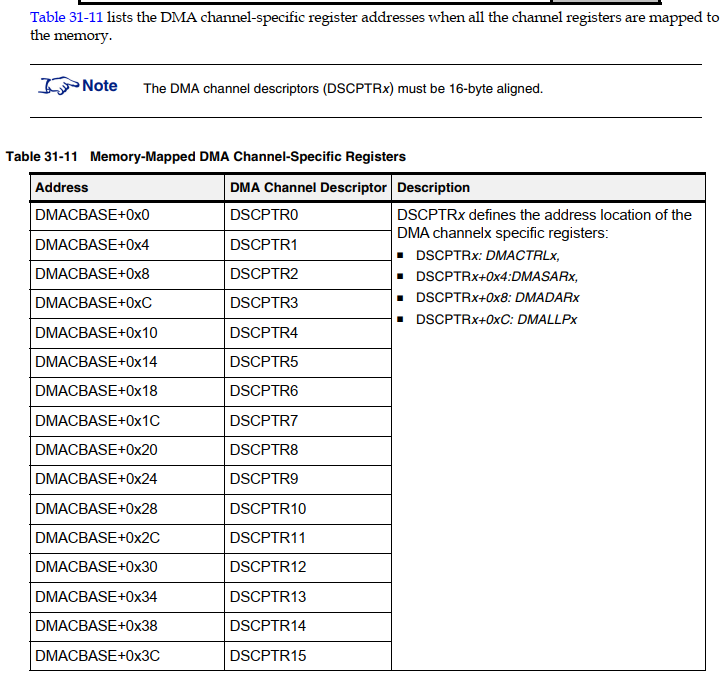 Table 31-11 lists the DMA channel-specific register addresses when all the channel registers are mapped to
the memory.
Note The DMA channel descriptors (DSCPTRx) must be 16-byte aligned.
Table 31-11 Memory-Mapped DMA Channel-Specific Registers
Address DMA Channel Descriptor Description
DMACBASE+0x0 DSCPTR0 DSCPTRx defines the address location of the
DMA channelx specific registers:
▪ DSCPTRx: DMACTRLx,
▪ DSCPTRx+0x4:DMASARx,
▪ DSCPTRx+0x8: DMADARx
▪ DSCPTRx+0xC: DMALLPx
DMACBASE+0x4 DSCPTR1
DMACBASE+0x8 DSCPTR2
DMACBASE+0xC DSCPTR3
DMACBASE+0x10 DSCPTR4
DMACBASE+0x14 DSCPTR5
DMACBASE+0x18 DSCPTR6
DMACBASE+0x1C DSCPTR7
DMACBASE+0x20 DSCPTR8
DMACBASE+0x24 DSCPTR9
DMACBASE+0x28 DSCPTR10
DMACBASE+0x2C DSCPTR11
DMACBASE+0x30 DSCPTR12
DMACBASE+0x34 DSCPTR13
DMACBASE+0x38 DSCPTR14
DMACBASE+0x3C DSCPTR15